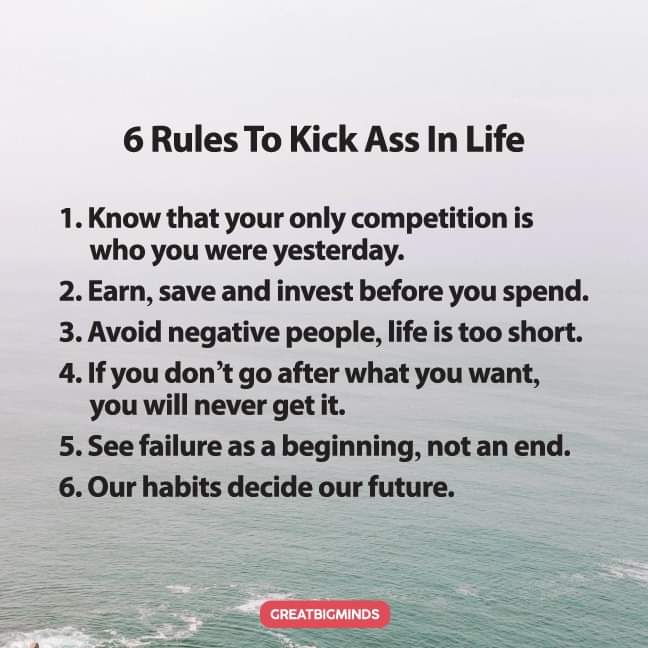 6 Rules To Kick Ass In Life
1. Know that your only competition is
who you were yesterday.
2. Earn, save and invest before you spend.
3. Avoid negative people, life is too short.
4. If you don’t go after what you want,
you will never get it.
5. See failure as a beginning, not an end.
6. Our habits decide our future.
GREATBIGMINDS